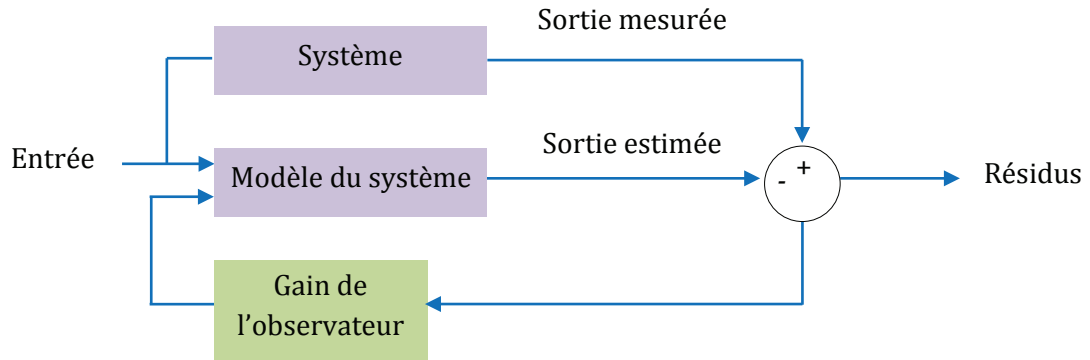 Sortie mesurée
Système
Entrée
Sortie estimée
Modèle du système
- +
Résidus
Gain de
l’observateur